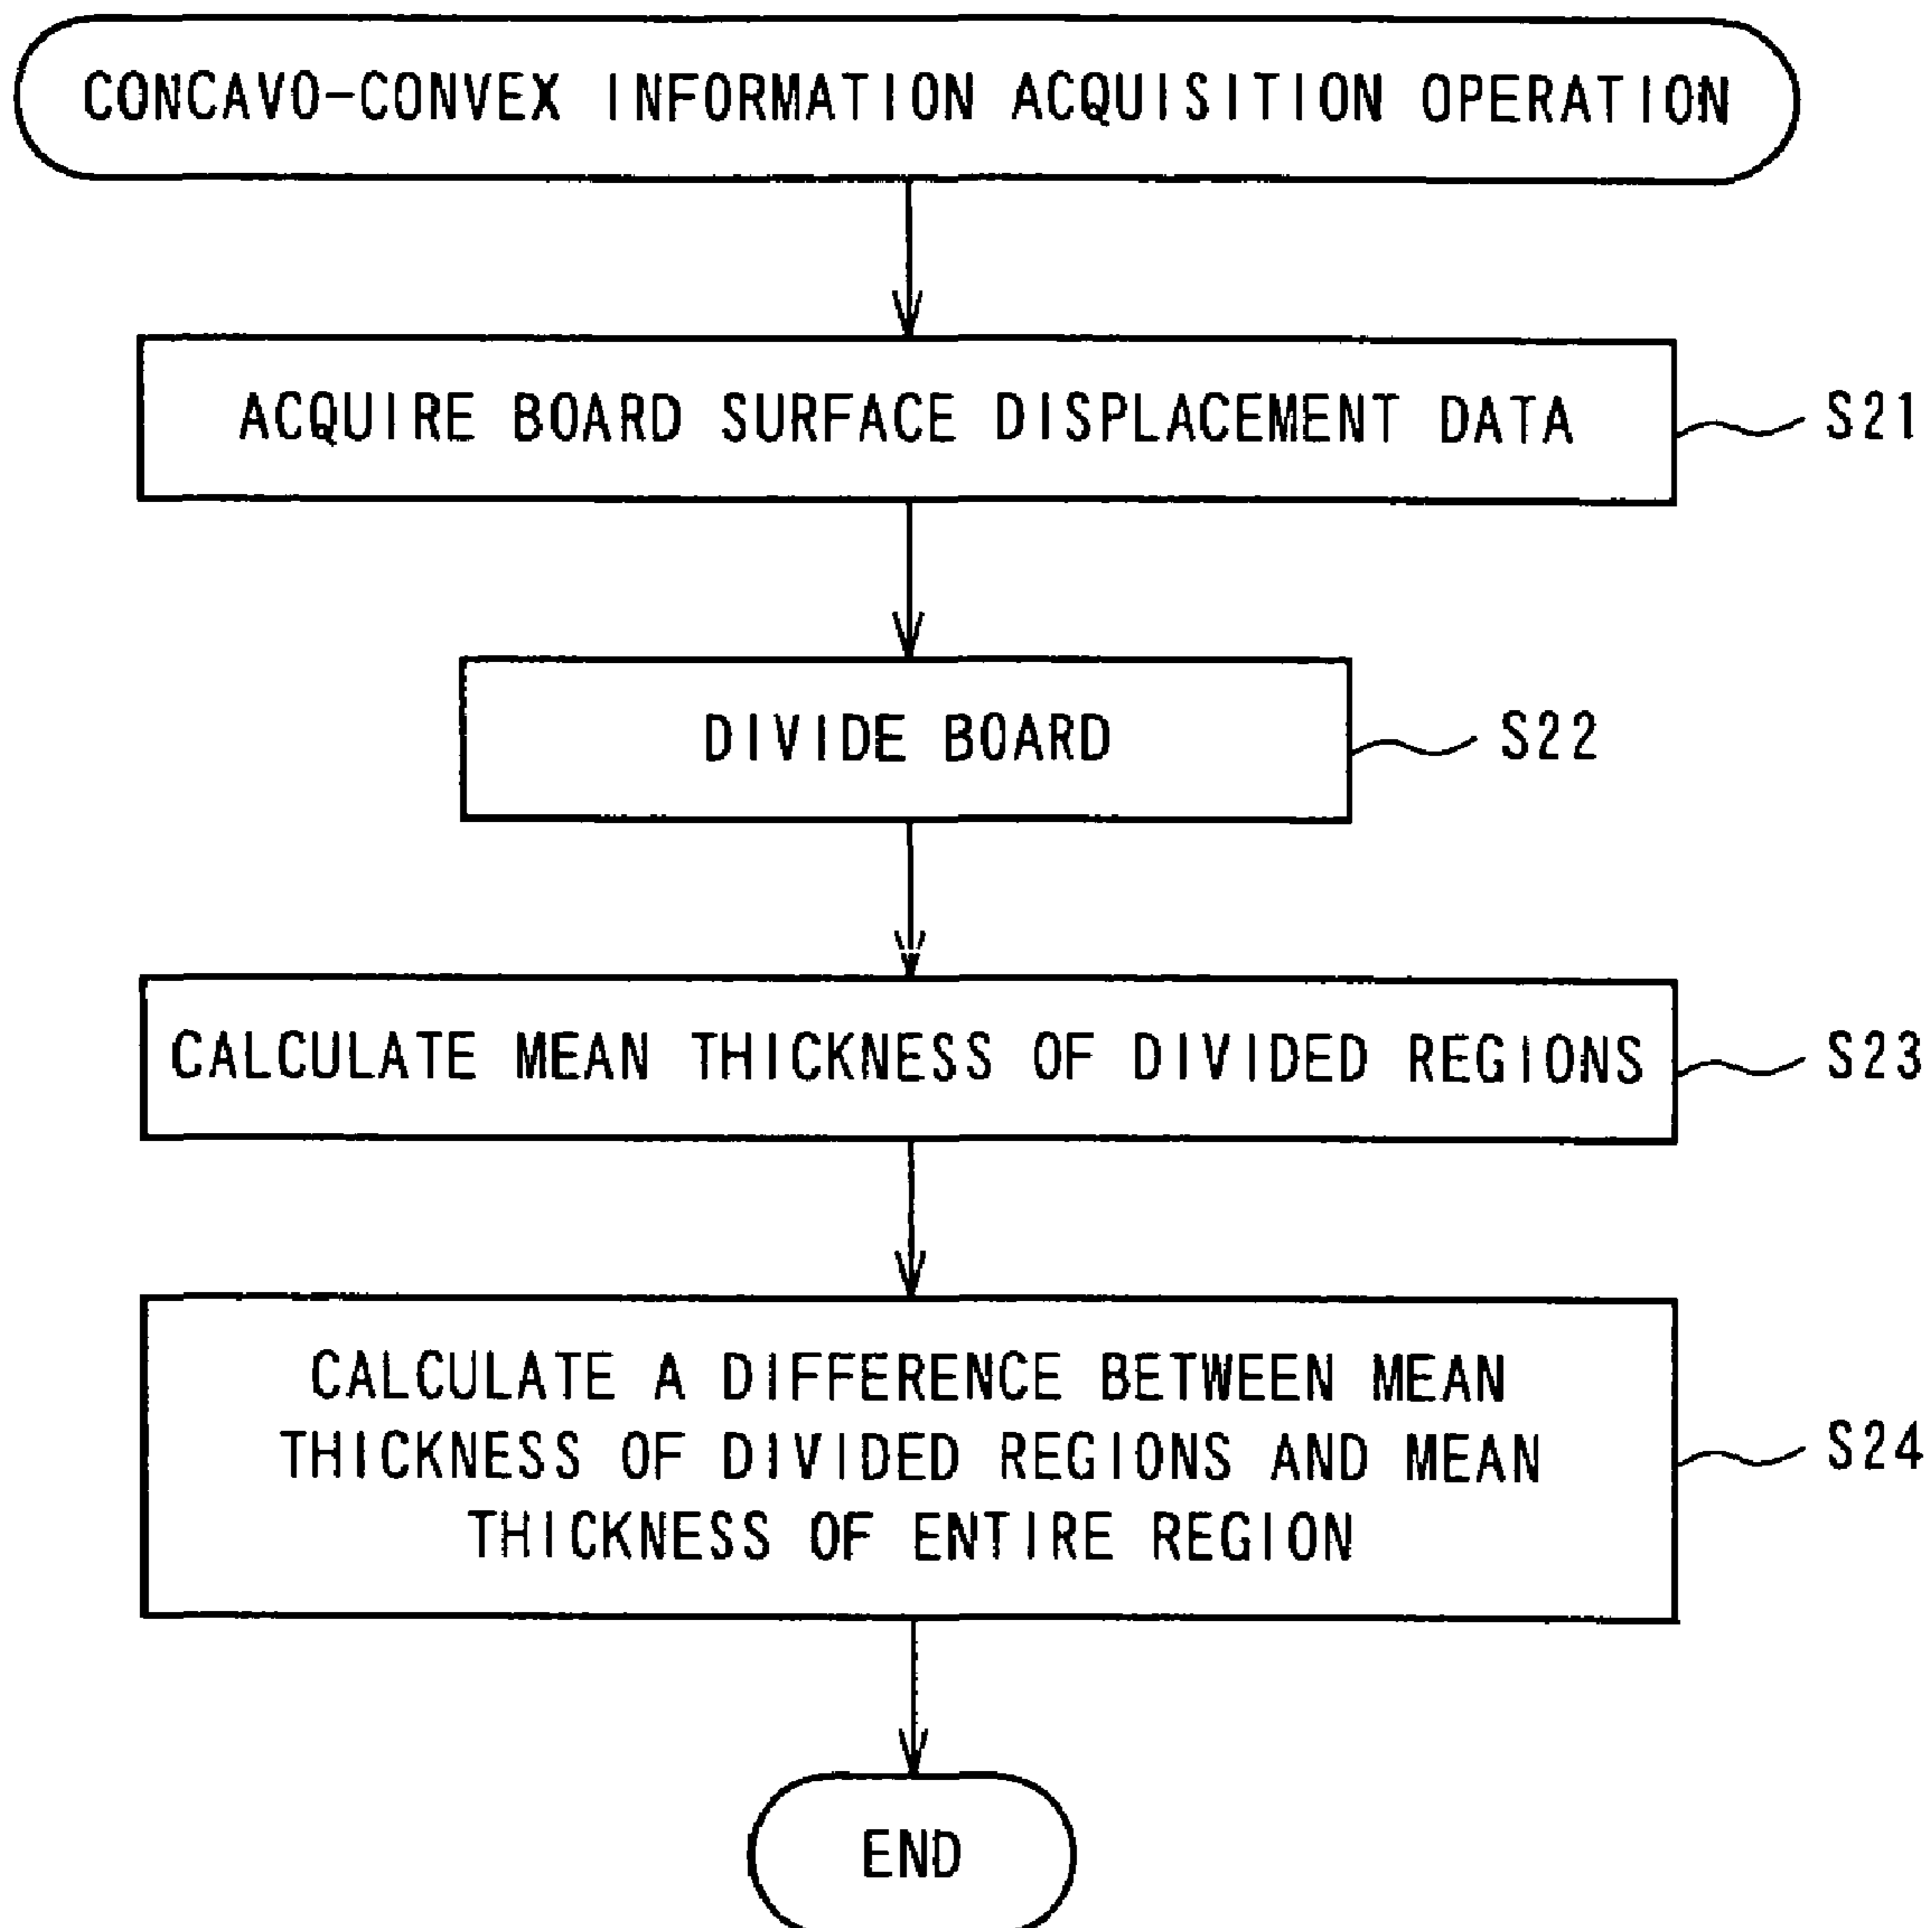 CONCAVO-CONVEX INFORMATION ACQUISITION OPERATION
ACQUIRE BOARD SURFACE DISPLACEMENT DATA
S21
DIVIDE BOARD
S22
CALCULATE MEAN THICKNESS OF DIVIDED REGIONS
S23
CALCULATE A DIFFERENCE BETWEEN MEAN
THICKNESS OF DIVIDED REGIONS AND MEAN
THICKNESS OF ENTIRE REGION
S24
END